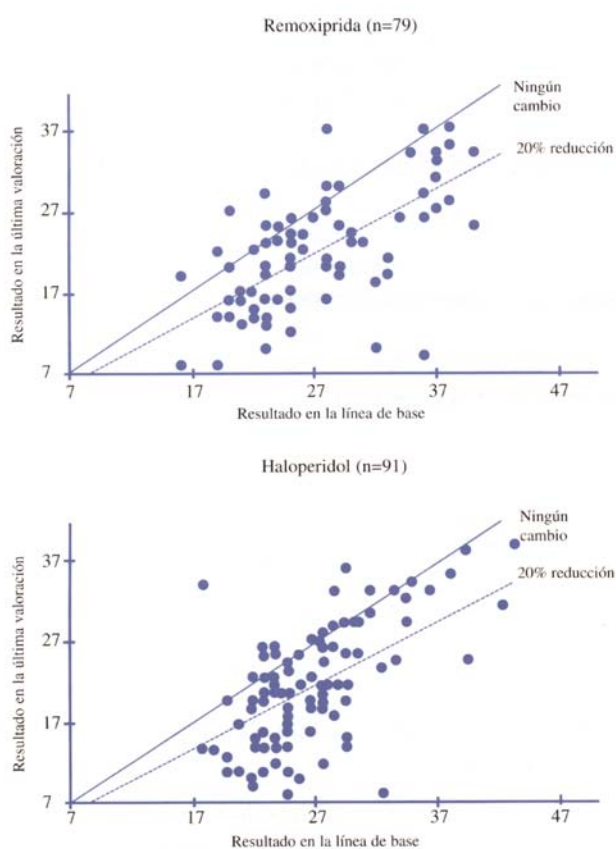 Remoxiprida (n=79)
Resultado en la última valoración
37
27
17
7
Ningún
cambio
20% reducción
7
17
27
37
47
Resultado en la línea de base
Haloperidol (n=91)
Resultado en la última valoración
37
27
17
7
Ningún
cambio
20% reducción
7
17
27
37
47
Resultado en la línea de base